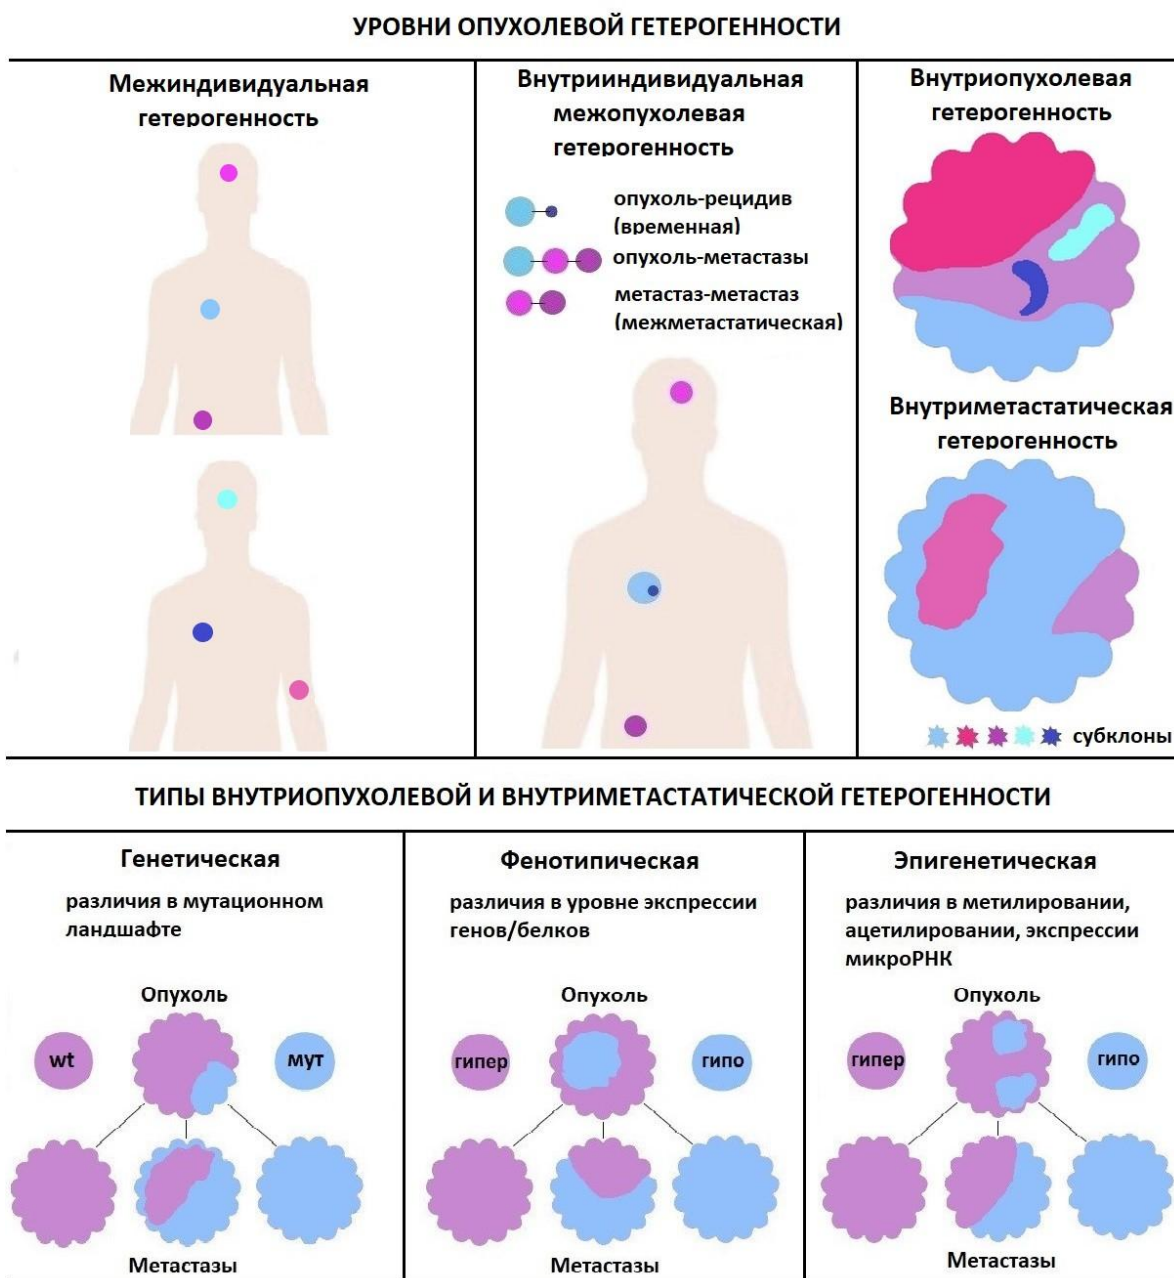 УРОВНИ ОПУХОЛЕВОЙ ГЕТЕРОГЕННОСТИ
Межиндивидуальная
гетерогенность
Внутрииндивидуальная
межопухолевая
гетерогенность
опухоль-рецидив
(временная)
опухоль-метастазы
метастаз-метастаз
(межметастатическая)
Внутриопухолевая
гетерогенность
Внутриметастатическая
гетерогенность
субклоны
ТИПЫ ВНУТРИОПУХОЛЕВОЙ И ВНУТРИМЕТАСТАТИЧЕСКОЙ ГЕТЕРОГЕННОСТИ
Генетическая
различия в мутационном
ландшафте
Опухоль
wt
мут
Метастазы
Фенотипическая
различия в уровне экспрессии
генов/белков
Опухоль
гипер
гипо
Метастазы
Эпигенетическая
различия в метилировании,
ацетилировании, экспрессии
микроРНК
Опухоль
гипер
гипо
Метастазы